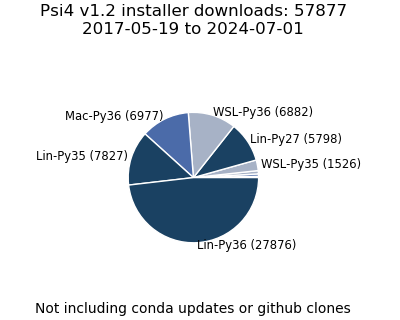 Psi4 v1.2 installer downloads: 57877
2017-05-19 to 2024-07-01
Mac-Py36 (6977)
WSL-Py36 (6882)
Lin-Py27 (5798)
Lin-Py35 (7827)
WSL-Py35 (1526)
Lin-Py36 (27876)
Not including conda updates or github clones